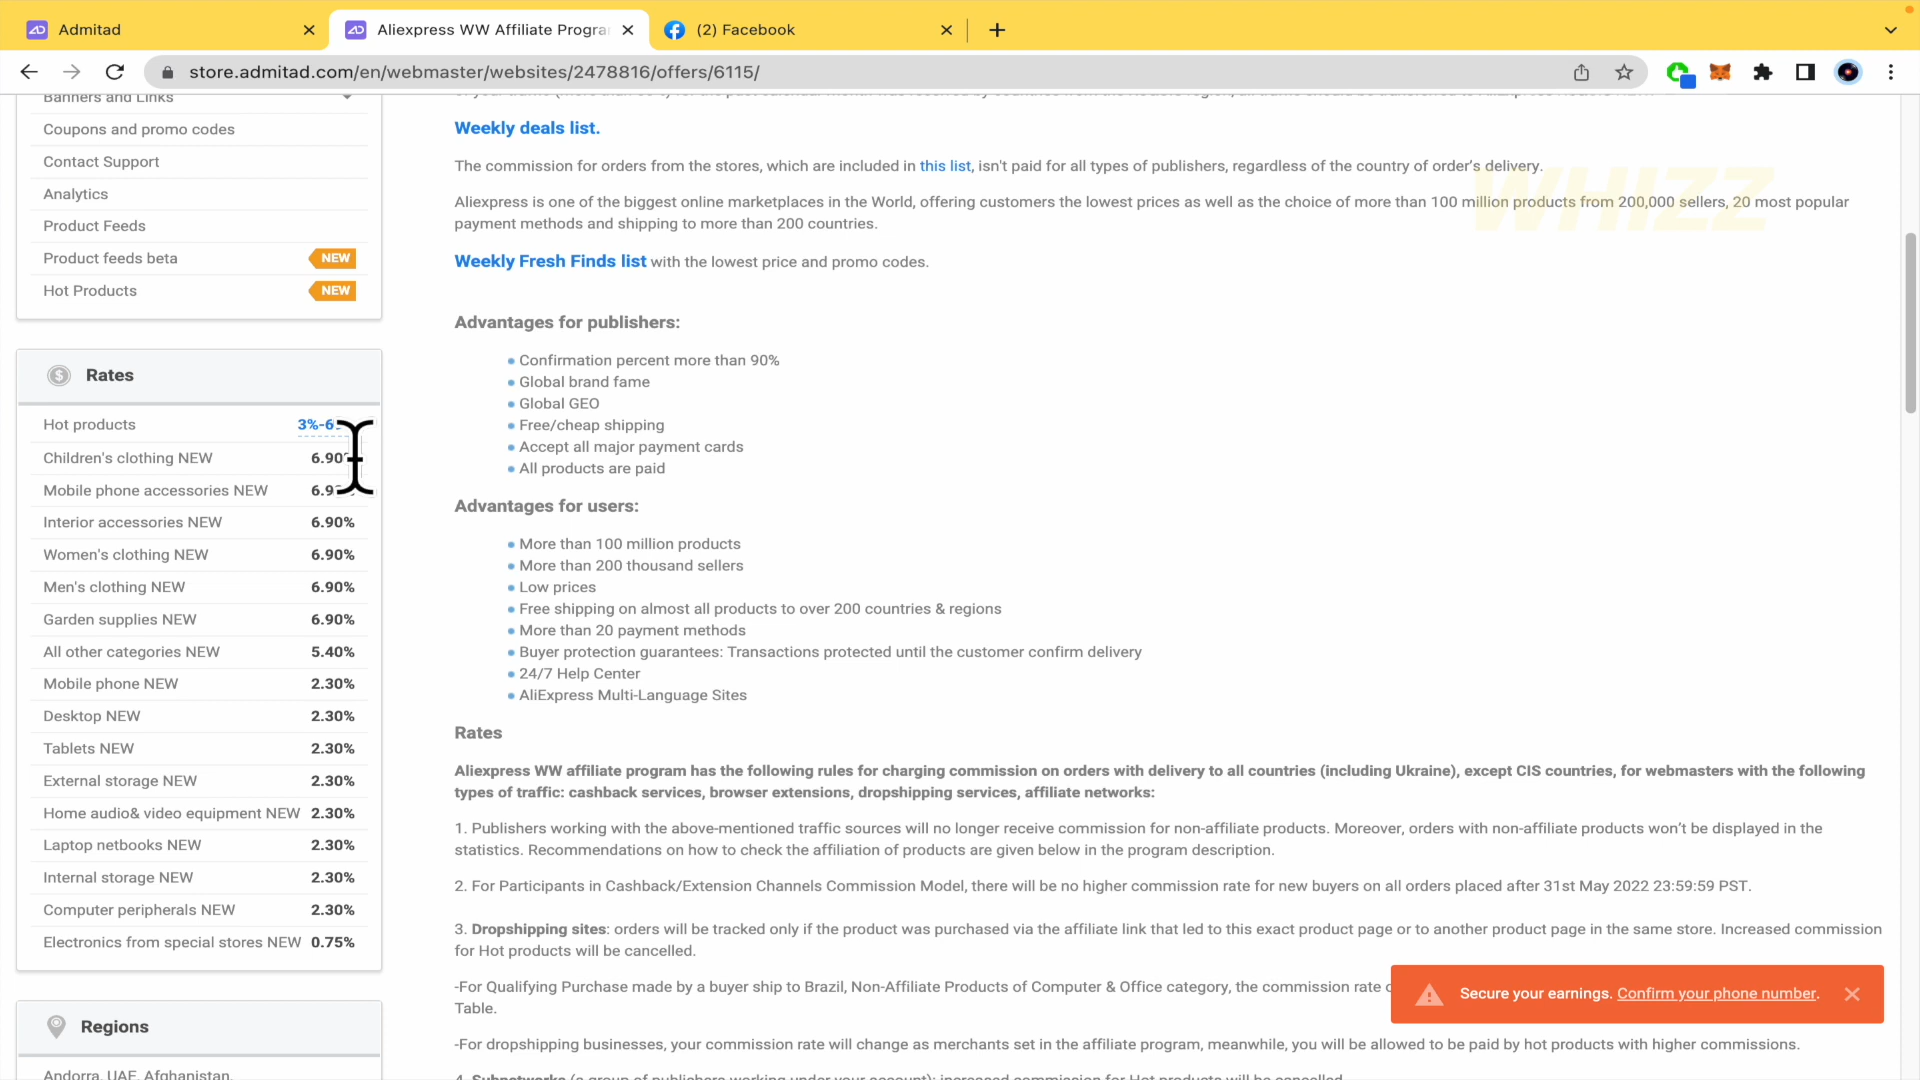 Admitad
Aliexpress WW Affiliate Progra
(2) Facebook
store.admitad.com/en/webmaster/websites/2478816/offers/6115/
Banners and Links
Coupons and promo codes
Contact Support
Analytics
Product Feeds
Product feeds beta NEW
Hot Products NEW
Rates
Hot products 3%-6
Children's clothing NEW 6.90
Mobile phone accessories NEW 6.9
Interior accessories NEW 6.90%
Women's clothing NEW 6.90%
Men's clothing NEW 6.90%
Garden supplies NEW 6.90%
All other categories NEW 5.40%
Mobile phone NEW 2.30%
Desktop NEW 2.30%
Tablets NEW 2.30%
External storage NEW 2.30%
Home audio& video equipment NEW 2.30%
Laptop netbooks NEW 2.30%
Internal storage NEW 2.30%
Computer peripherals NEW 2.30%
Electronics from special stores NEW 0.75%
Regions
Andorra, UAE, Afghanistan,
Weekly deals list.
The commission for orders from the stores, which are included in this list, isn't paid for all types of publishers, regardless of the country of order's delivery.
WHIZZ
Aliexpress is one of the biggest online marketplaces in the World, offering customers the lowest prices as well as the choice of more than 100 million products from 200,000 sellers, 20 most popular
payment methods and shipping to more than 200 countries.
Weekly Fresh Finds list with the lowest price and promo codes.
Advantages for publishers:
Confirmation percent more than 90%
Global brand fame
Global GEO
Free/cheap shipping
Accept all major payment cards
All products are paid
Advantages for users:
More than 100 million products
More than 200 thousand sellers
Low prices
Free shipping on almost all products to over 200 countries & regions
More than 20 payment methods
Buyer protection guarantees: Transactions protected until the customer confirm delivery
24/7 Help Center
AliExpress Multi-Language Sites
Rates
Aliexpress WW affiliate program has the following rules for charging commission on orders with delivery to all countries (including Ukraine), except CIS countries, for webmasters with the following
types of traffic: cashback services, browser extensions, dropshipping services, affiliate networks:
1. Publishers working with the above-mentioned traffic sources will no longer receive commission for non-affiliate products. Moreover, orders with non-affiliate products won't be displayed in the
statistics. Recommendations on how to check the affiliation of products are given below in the program description.
2. For Participants in Cashback/Extension Channels Commission Model, there will be no higher commission rate for new buyers on all orders placed after 31st May 2022 23:59:59 PST.
3. Dropshipping sites: orders will be tracked only if the product was purchased via the affiliate link that led to this exact product page or to another product page in the same store. Increased commission
for Hot products will be cancelled.
-For Qualifying Purchase made by a buyer ship to Brazil, Non-Affiliate Products of Computer & Office category, the commission rate
Table.
-For dropshipping businesses, your commission rate will change as merchants set in the affiliate program, meanwhile, you will be allowed to be paid by hot products with higher commissions.
4. Subnetworks (a group of publishers working under your account): increased commission for Hot products will be cancelled.
Secure your earnings. Confirm your phone number.